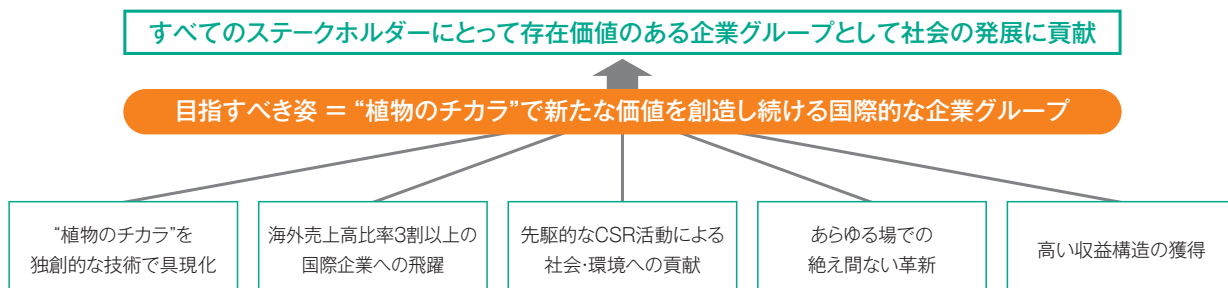 すべてのステークホルダーにとって存在価値のある企業グループとして社会の発展に貢献
目指すべき姿 ＝ “植物のチカラ”で新たな価値を創造し続ける国際的な企業グループ
“植物のチカラ”を
独創的な技術で具現化
海外売上高比率3割以上の
国際企業への飛躍
先駆的なCSR活動による
社会・環境への貢献
あらゆる場での
絶え間ない革新
高い収益構造の獲得